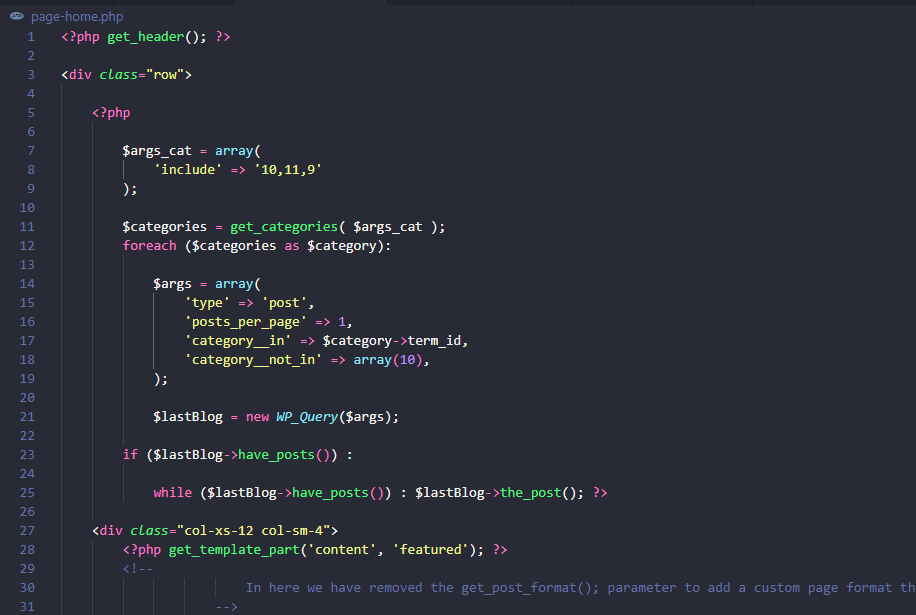 page-home.php
1 <?php get_header(); ?>
2
3 <div class="row">
4
5 <?php
6
7 $args_cat = array(
8 'include' => '10,11,9'
9 );
10
11 $categories = get_categories( $args_cat );
12 foreach ($categories as $category):
13
14 $args = array(
15 'type' => 'post',
16 'posts_per_page' => 1,
17 'category__in' => $category->term_id,
18 'category__not_in' => array(10),
19 );
20
21 $lastBlog = new WP_Query($args);
22
23 if ($lastBlog->have_posts()) :
24
25 while ($lastBlog->have_posts()) : $lastBlog->the_post(); ?>
26
27 <div class="col-xs-12 col-sm-4">
28 <?php get_template_part('content', 'featured'); ?>
29 <!--
30 In here we have removed the get_post_format(); parameter to add a custom page format th
31 -->